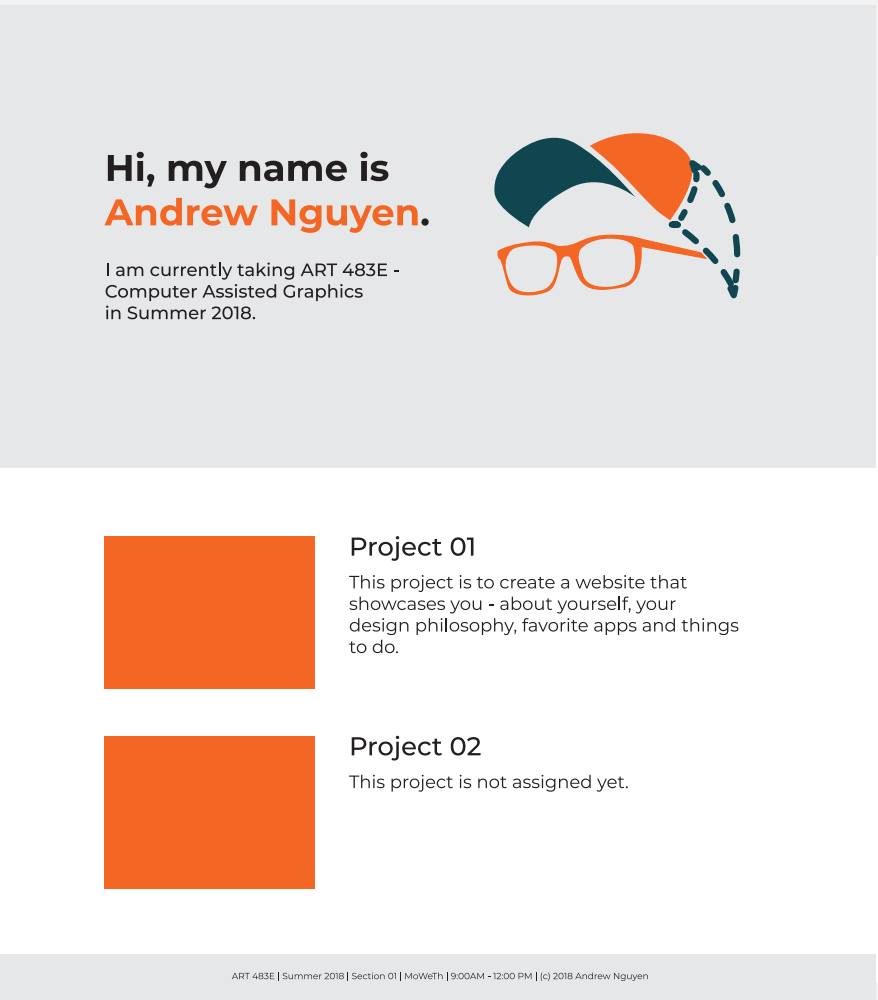 Hi, my name is
Andrew Nguyen.
I am currently taking ART 483E -
Computer Assisted Graphics
in Summer 2018.
Project 01
This project is to create a website that
showcases you - about yourself, your
design philosophy, favorite apps and things
to do.
Project 02
This project is not assigned yet.
ART 483E | Summer 2018 | Section 01 | MoWeTh | 9:00AM - 12:00 PM | (c) 2018 Andrew Nguyen